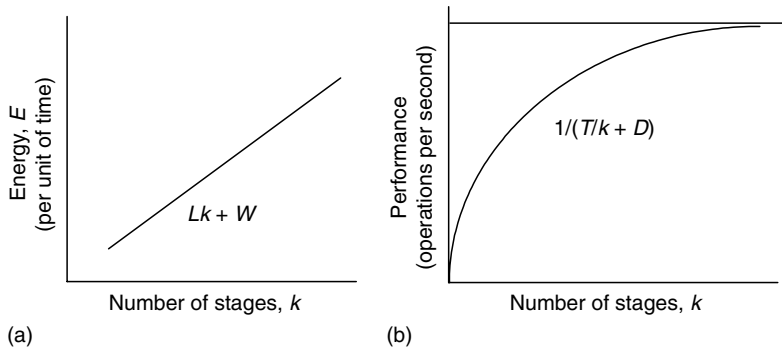 Energy, E
(per unit of time)
Lk + W
Number of stages, k
(a)
Performance
(operations per second)
1/(T/k + D)
Number of stages, k
(b)